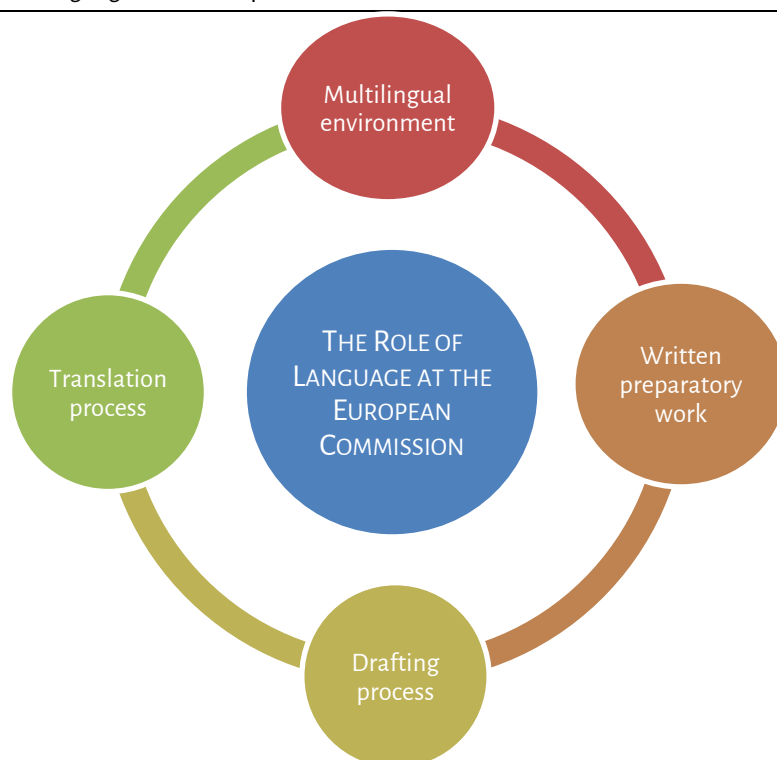 Multilingual
environment
THE ROLE OF
LANGUAGE AT THE
EUROPEAN
COMMISSION
Written
preparatory
work
Translation
process
Drafting
process